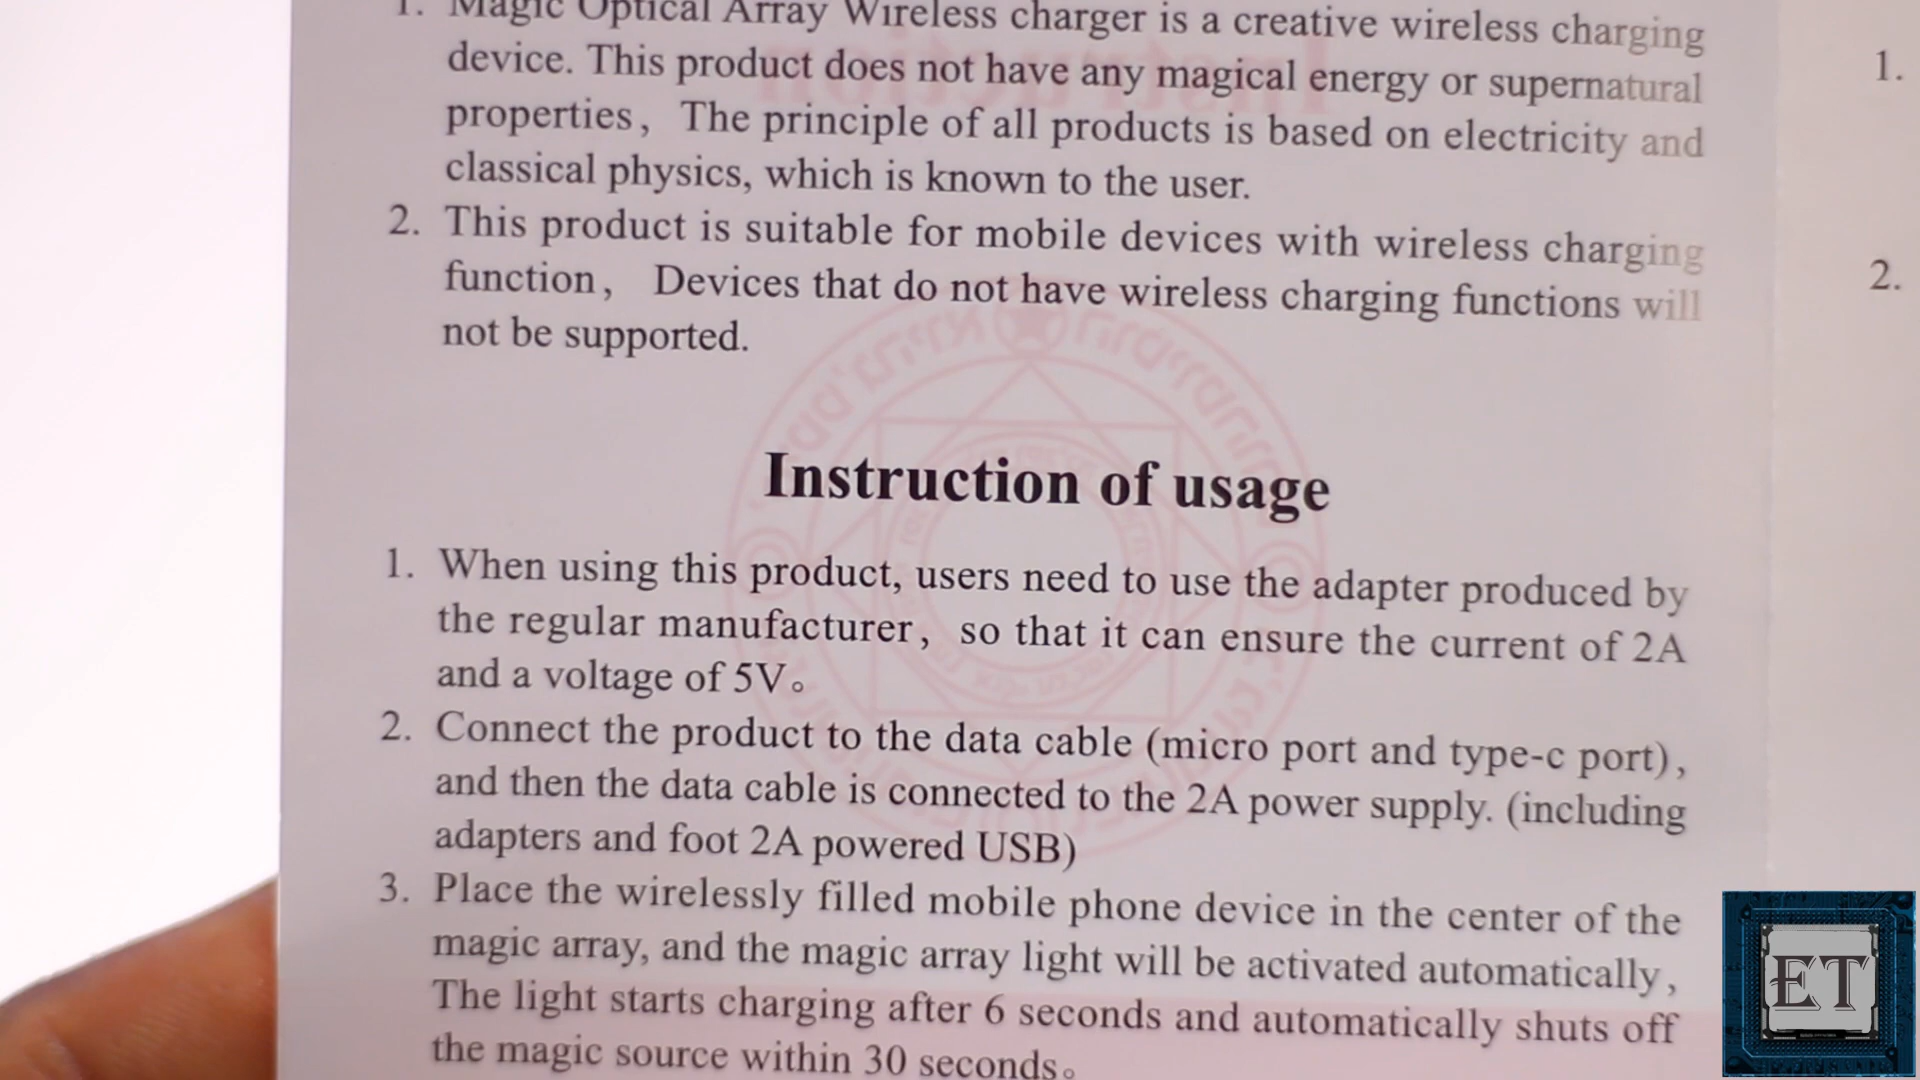 1. Magic Optical Array Wireless charger is a creative wireless charging
device. This product does not have any magical energy or supernatural
properties， The principle of all products is based on electricity and
classical physics, which is known to the user.
2. This product is suitable for mobile devices with wireless charging
function， Devices that do not have wireless charging functions will
not be supported.
Instruction of usage
1. When using this product, users need to use the adapter produced by
the regular manufacturer，so that it can ensure the current of 2A
and a voltage of 5V。
2. Connect the product to the data cable (micro port and type-c port),
and then the data cable is connected to the 2A power supply. (including
adapters and foot 2A powered USB)
3. Place the wirelessly filled mobile phone device in the center of the
magic array, and the magic array light will be activated automatically,
The light starts charging after 6 seconds and automatically shuts off
the magic source within 30 seconds。
1.
2.
ET